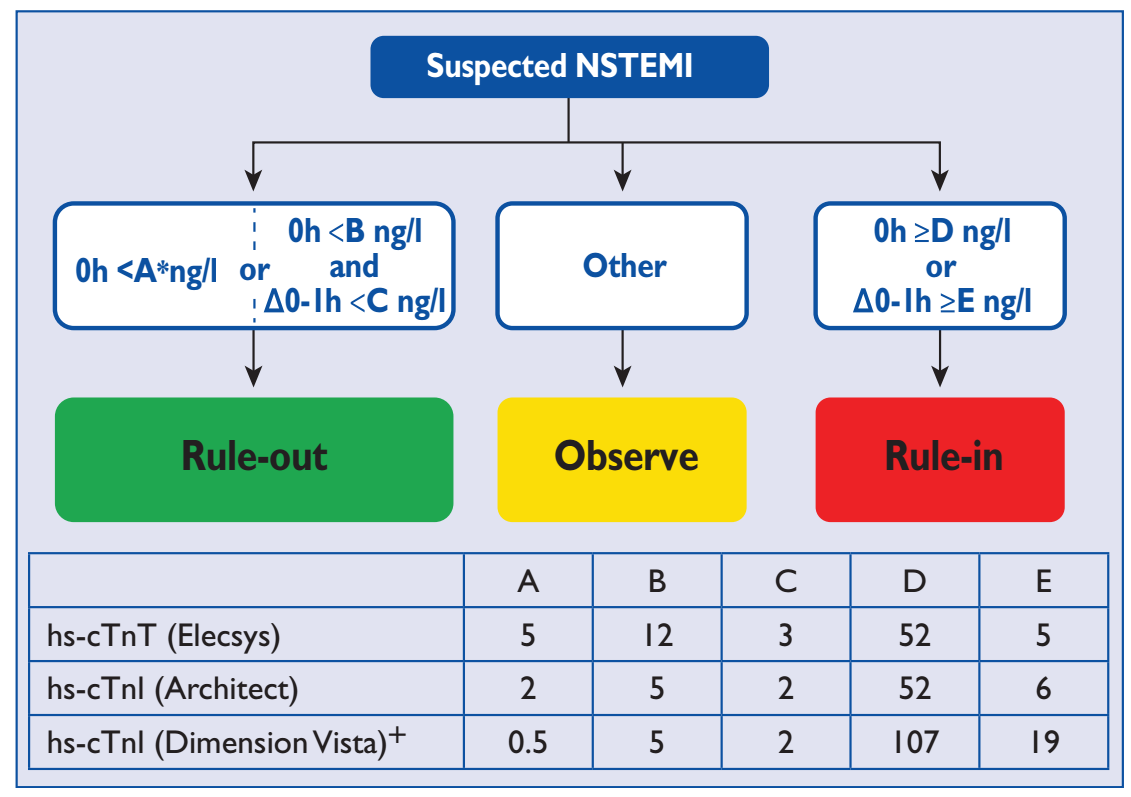 Suspected NSTEMI
0h <A*ng/l
or
0h <B ng/l
and
Δ0-1h <C ng/l
Other
0h ≥D ng/l
or
Δ0-1h ≥E ng/l
Rule-out
Observe
Rule-in
A B C D E
hs-cTnT (Elecsys) 5 12 3 52 5
hs-cTnI (Architect) 2 5 2 52 6
hs-cTnI (Dimension Vista)+ 0.5 5 2 107 19